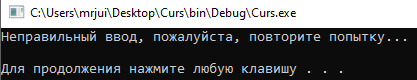 C:\Users\mrjui\Desktop\Curs\bin\Debug\Curs.exe
Неправильный ввод, пожалуйста, повторите попытку...
Для продолжения нажмите любую клавишу . . .